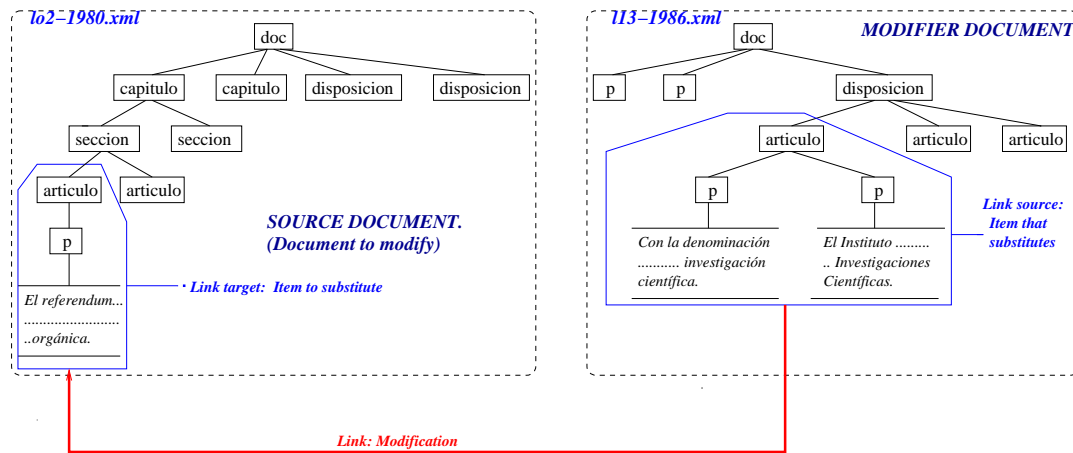 lo2−1980.xml
doc
capitulo
capitulo
disposicion
disposicion
seccion
seccion
articulo
articulo
p
SOURCE DOCUMENT.
(Document to modify)
Link target: Item to substitute
El referendum...
.........................
..orgánica.
l13−1986.xml
MODIFIER DOCUMENT
doc
p
p
disposicion
articulo
articulo
articulo
p
p
Con la denominación
............ investigación
científica.
El Instituto .........
.. Investigaciones
Científicas.
Link source:
Item that
substitutes
Link: Modification